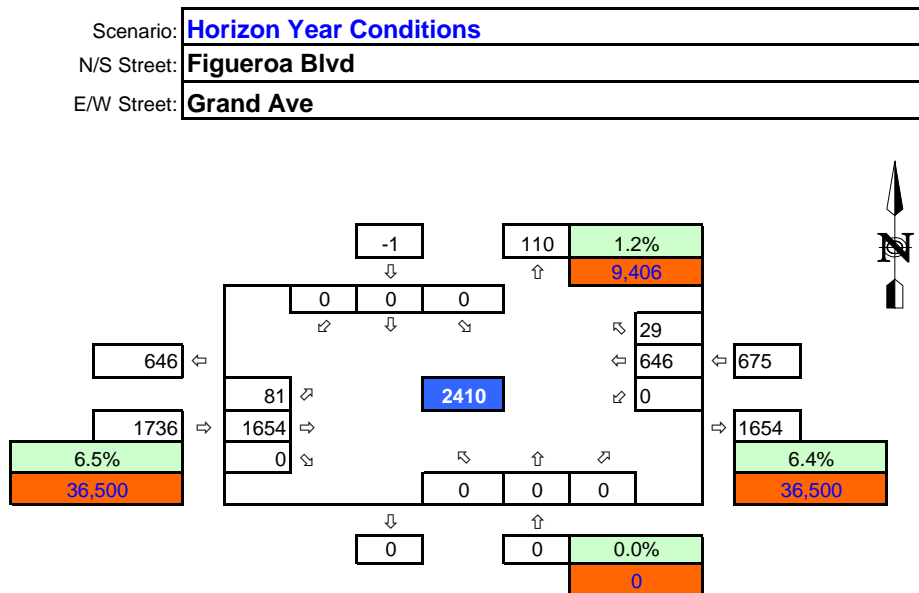 Scenario: Horizon Year Conditions
N/S Street: Figueroa Blvd
E/W Street: Grand Ave
N
-1 110 1.2%
⇩ ⇧ 9,406
0 0 0
⬃ ⇩ ⬂ ⬁ 29
646 ⇦ ⇦ 646 ⇦ 675
81 ⬀ 2410 ⬃ 0
1736 ⇨ 1654 ⇨ ⇨ 1654
6.5% 0 ⬂ ⬁ ⇧ ⬀ 6.4%
36,500 0 0 0 36,500
⇩ ⇧
0 0 0.0%
0